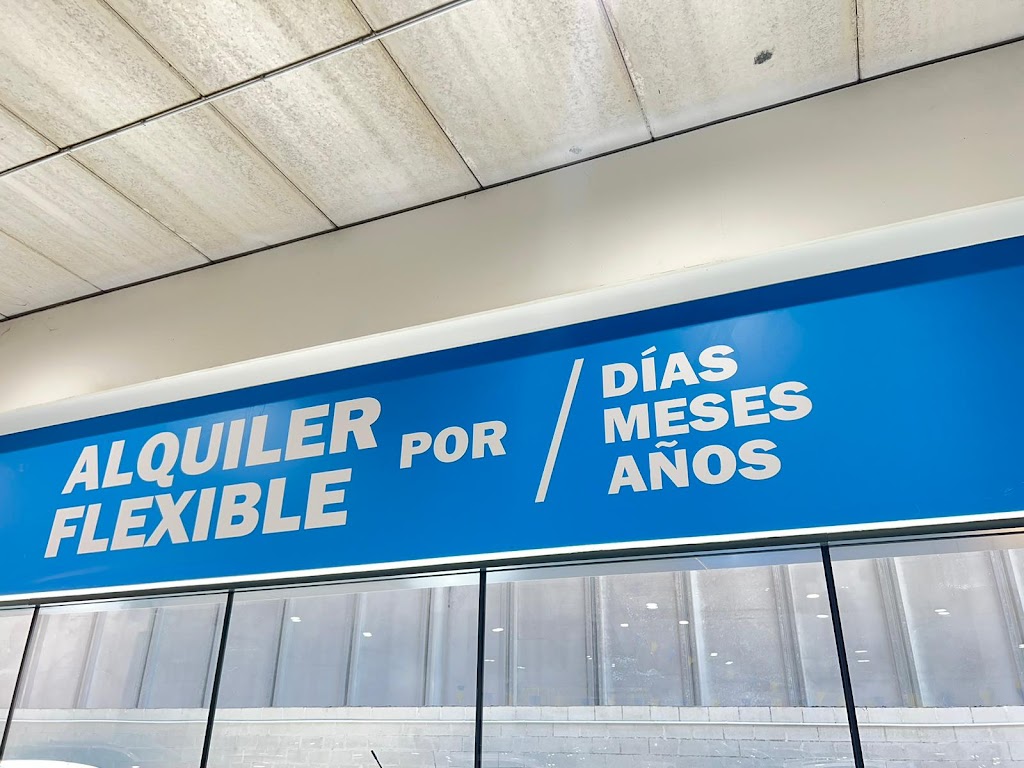 ALQUILER
FLEXIBLE
POR
/
DÍAS
MESES
AÑOS